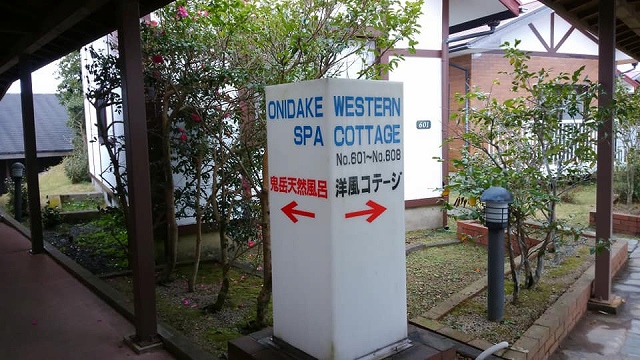 ONIDAKE
SPA
鬼岳天然風呂
WESTERN
COTTAGE
No.601~No.608
洋風コテージ
601